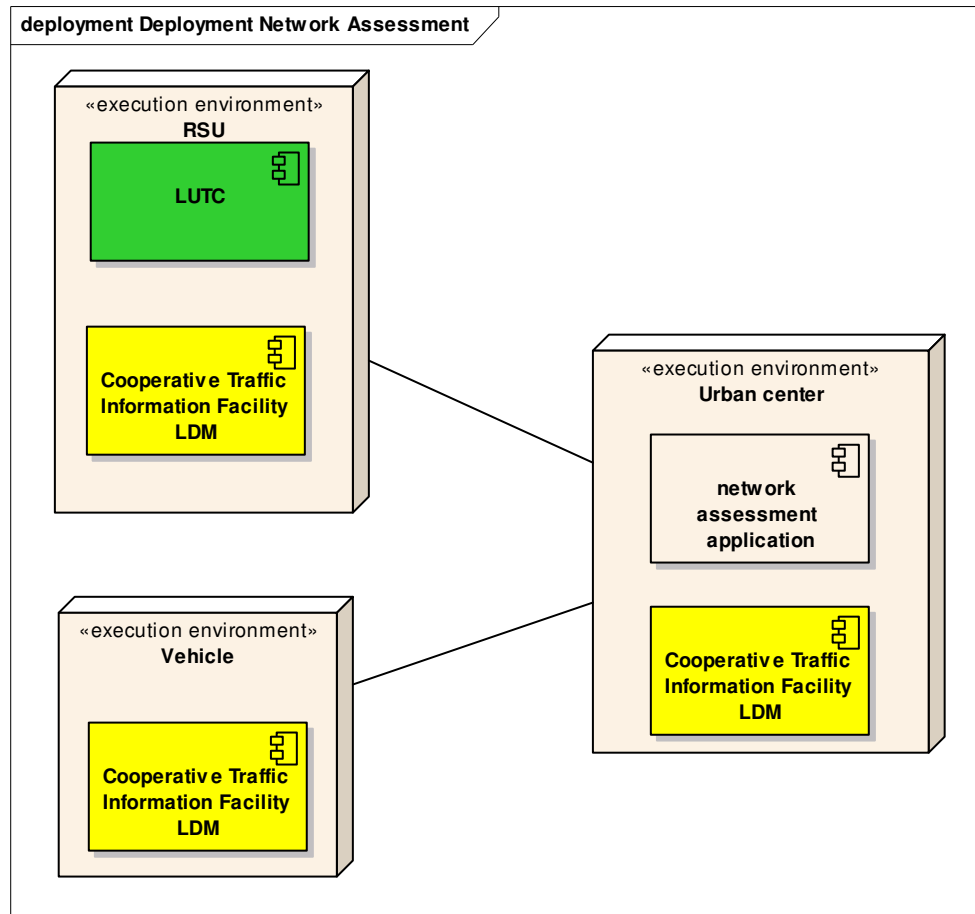 deployment Deployment Network Assessment
«execution environment»
RSU
LUTC
Cooperative Traffic
Information Facility
LDM
«execution environment»
Urban center
network
assessment
application
Cooperative Traffic
Information Facility
LDM
«execution environment»
Vehicle
Cooperative Traffic
Information Facility
LDM